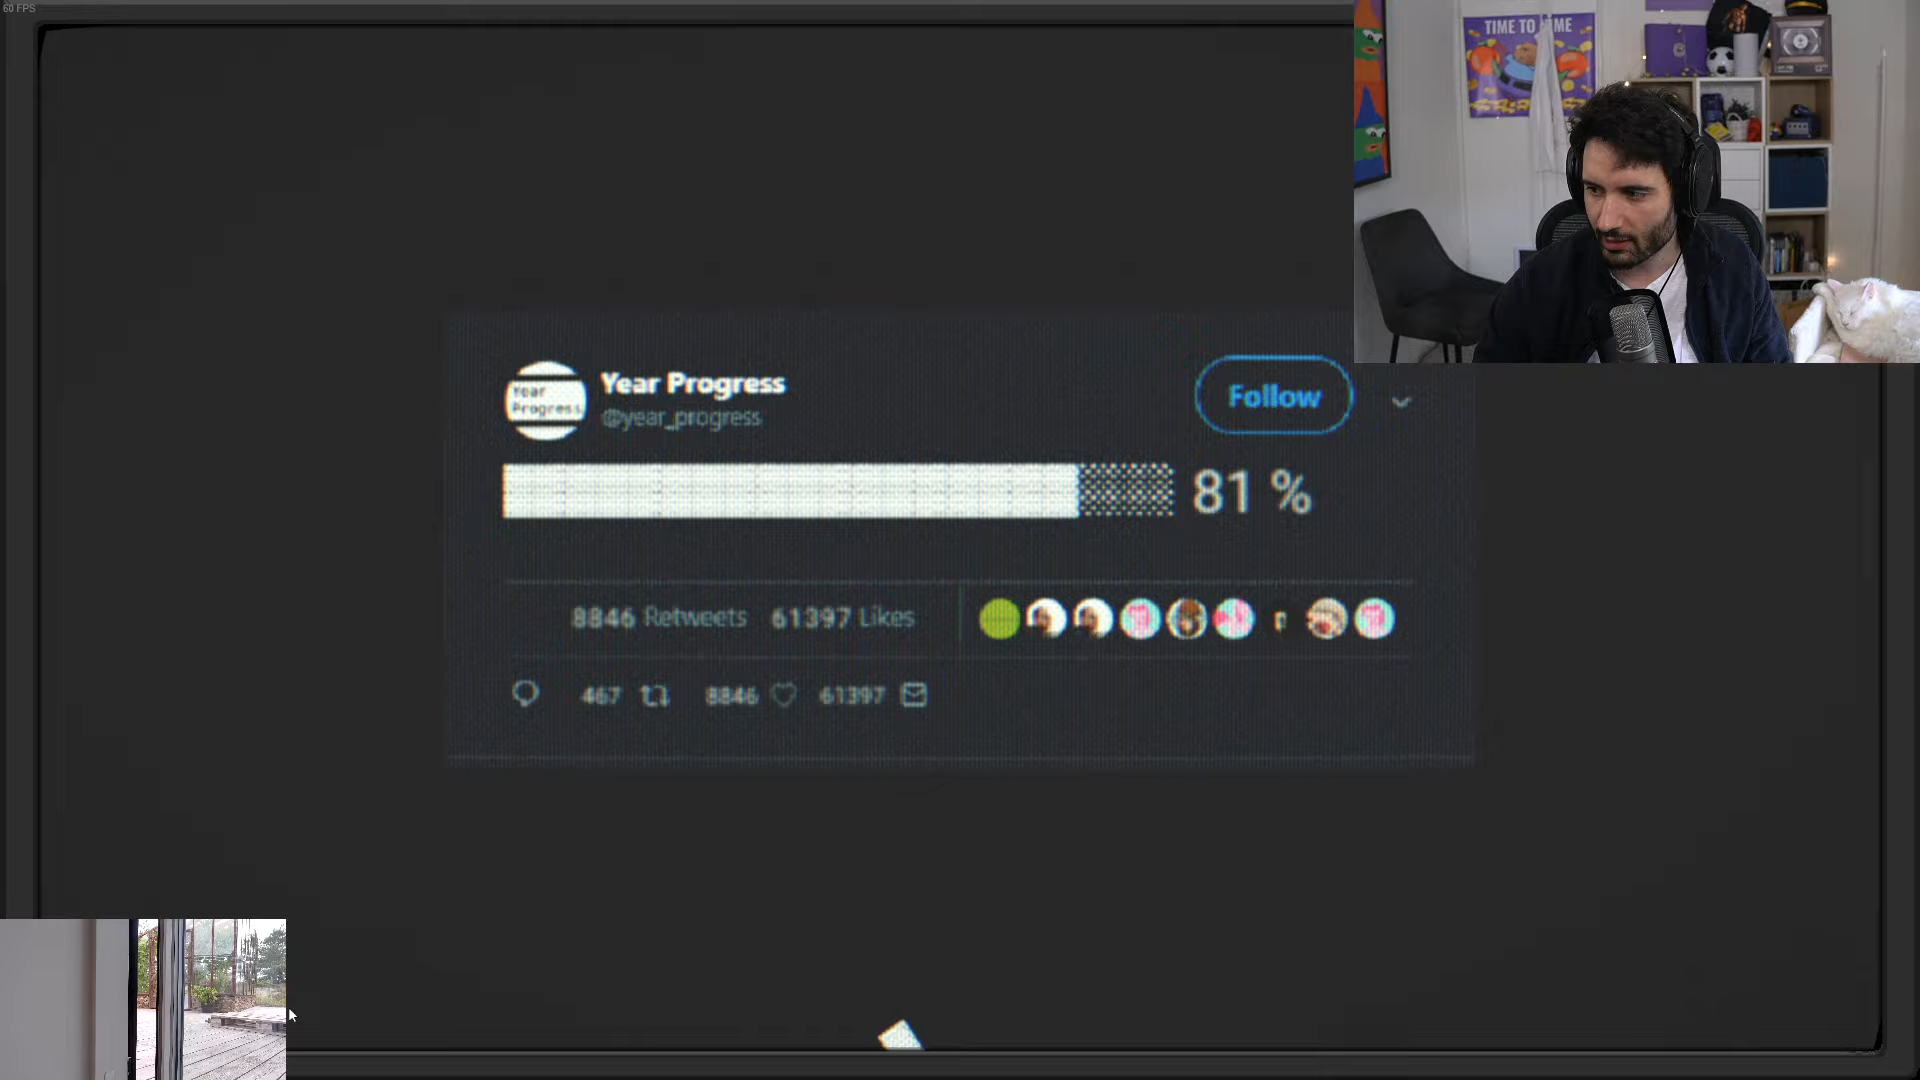 60 FPS
TIME TO
Year Progress
Year
Progress
@year_progress
Follow
81 %
8846 Retweets 61397 Likes
467 8846 61397